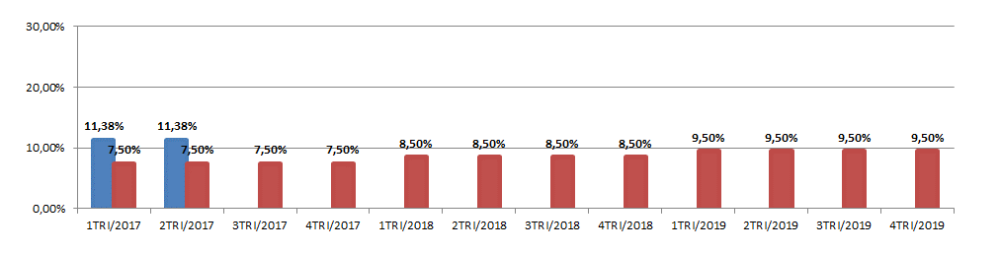 30,00%
20,00%
10,00%
0,00%
11,38% 11,38%
7,50% 7,50% 7,50% 7,50% 8,50% 8,50% 8,50% 8,50% 9,50% 9,50% 9,50% 9,50%
1TRI/2017 2TRI/2017 3TRI/2017 4TRI/2017 1TRI/2018 2TRI/2018 3TRI/2018 4TRI/2018 1TRI/2019 2TRI/2019 3TRI/2019 4TRI/2019